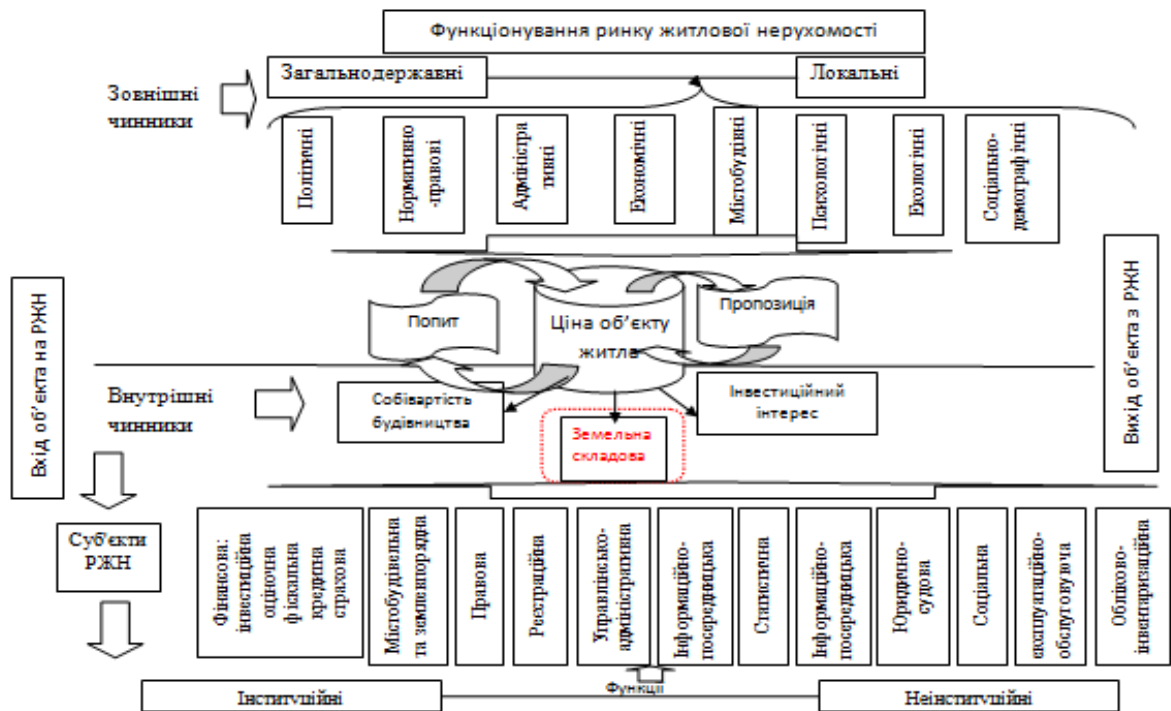 Функціонування ринку житлової нерухомості
Загальнодержавні
Локальні
Зовнішні
чинники
Політичні
Нормативно
-правові
Адміністра
тивні
Економічні
Містобудівні
Психологічні
Екологічні
Соціально-
демографічні
Вхід об’єкта на РЖН
Вихід об’єкта з РЖН
Попит
Ціна об’єкту
житла
Пропозиція
Внутрішні
чинники
Собівартість
будівництва
Земельна
складова
Інвестиційний
інтерес
Суб'єкти
РЖН
Фінансова:
інвестиційна
оціночна
фіскальна
кредитна
страхова
Містобудівельна
та землевпорядна
Правова
Реєстраційна
Управлінсько-
адміністративна
Інформаційно-
посередницька
Статистична
Інформаційно-
посередницька
Юридично-
судова
Соціальна
експлуатаційно-
обслуговуюча
Обліково-
інвентаризаційна
Функції
Інституційні
Неінституційні